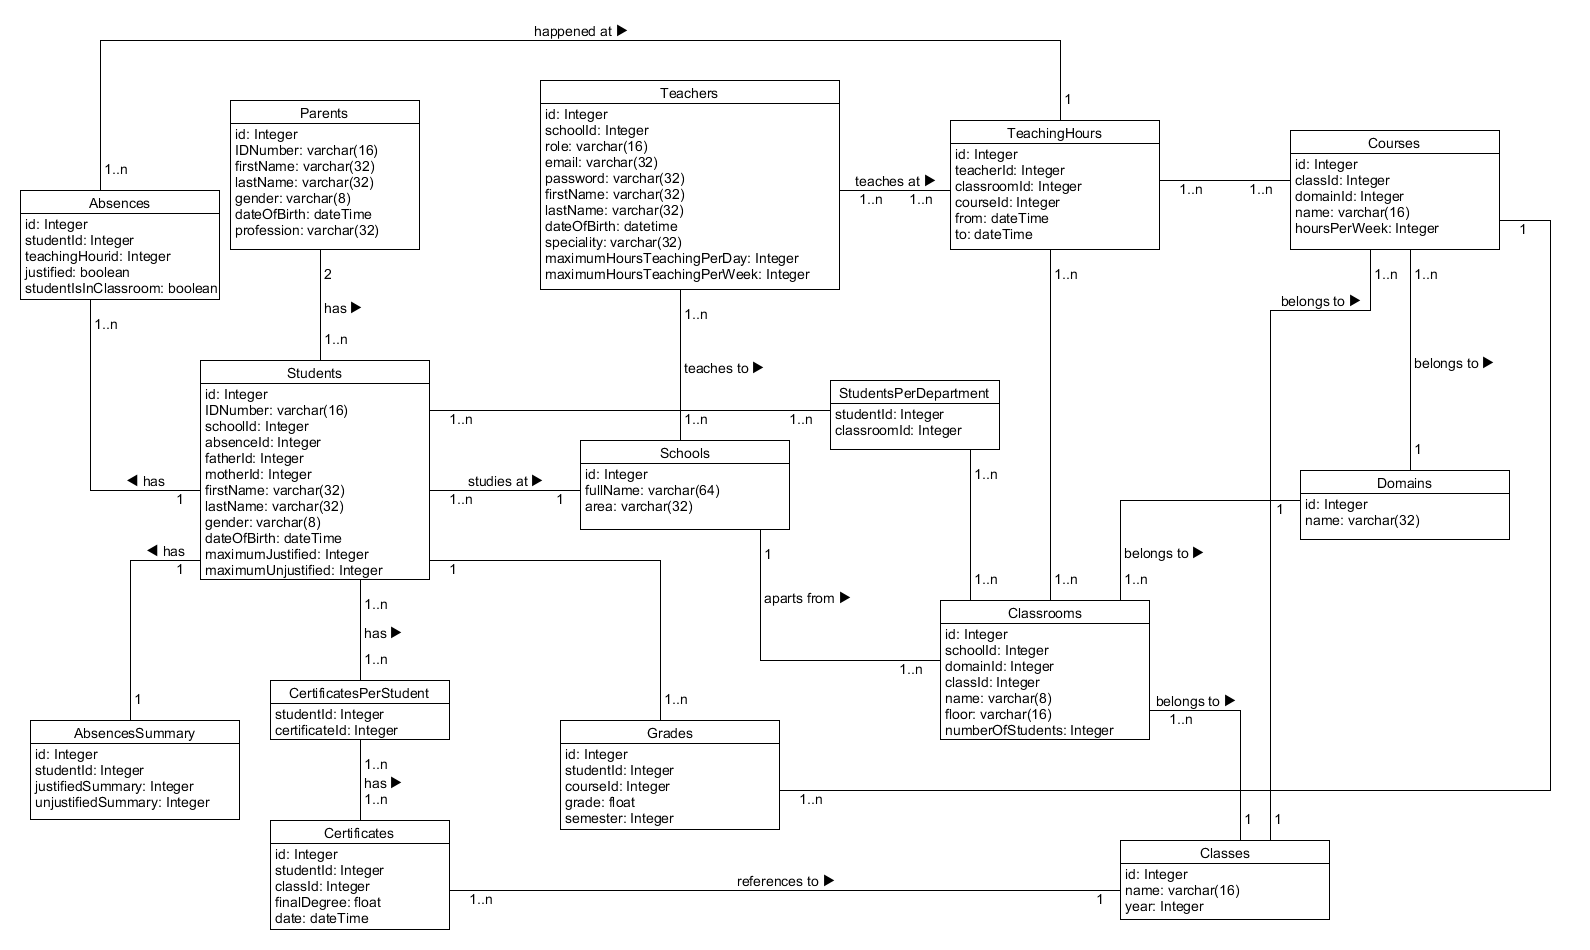 happened at ▶
1
1..n
Parents
id: Integer
IDNumber: varchar(16)
firstName: varchar(32)
lastName: varchar(32)
gender: varchar(8)
dateOfBirth: dateTime
profession: varchar(32)
Teachers
id: Integer
schoolId: Integer
role: varchar(16)
email: varchar(32)
password: varchar(32)
firstName: varchar(32)
lastName: varchar(32)
dateOfBirth: datetime
speciality: varchar(32)
maximumHoursTeachingPerDay: Integer
maximumHoursTeachingPerWeek: Integer
teaches at ▶
1..n 1..n
TeachingHours
id: Integer
teacherId: Integer
classroomId: Integer
courseId: Integer
from: dateTime
to: dateTime
1..n 1..n
Courses
id: Integer
classId: Integer
domainId: Integer
name: varchar(16)
hoursPerWeek: Integer
1
Absences
id: Integer
studentId: Integer
teachingHourid: Integer
justified: boolean
studentIsInClassroom: boolean
1..n
2
has ▶
1..n
1..n
teaches to ▶
1..n
1..n
1..n
1..n
belongs to ▶
belongs to ▶
1
Students
id: Integer
IDNumber: varchar(16)
schoolId: Integer
absenceId: Integer
fatherId: Integer
motherId: Integer
firstName: varchar(32)
lastName: varchar(32)
gender: varchar(8)
dateOfBirth: dateTime
maximumJustified: Integer
maximumUnjustified: Integer
1..n 1..n
StudentsPerDepartment
studentId: Integer
classroomId: Integer
1..n
◀ has
1
studies at ▶
1..n 1
Schools
id: Integer
fullName: varchar(64)
area: varchar(32)
Domains
id: Integer
name: varchar(32)
1
belongs to ▶
1..n
◀ has
1
1
1
aparts from ▶
1..n
1..n
1..n
Classrooms
id: Integer
schoolId: Integer
domainId: Integer
classId: Integer
name: varchar(8)
floor: varchar(16)
numberOfStudents: Integer
belongs to ▶
1..n
1..n
has ▶
1..n
CertificatesPerStudent
studentId: Integer
certificateId: Integer
1
AbsencesSummary
id: Integer
studentId: Integer
justifiedSummary: Integer
unjustifiedSummary: Integer
1..n
Grades
id: Integer
studentId: Integer
courseId: Integer
grade: float
semester: Integer
1..n
1..n
has ▶
1..n
Certificates
id: Integer
studentId: Integer
classId: Integer
finalDegree: float
date: dateTime
references to ▶
1..n 1
1 1
Classes
id: Integer
name: varchar(16)
year: Integer